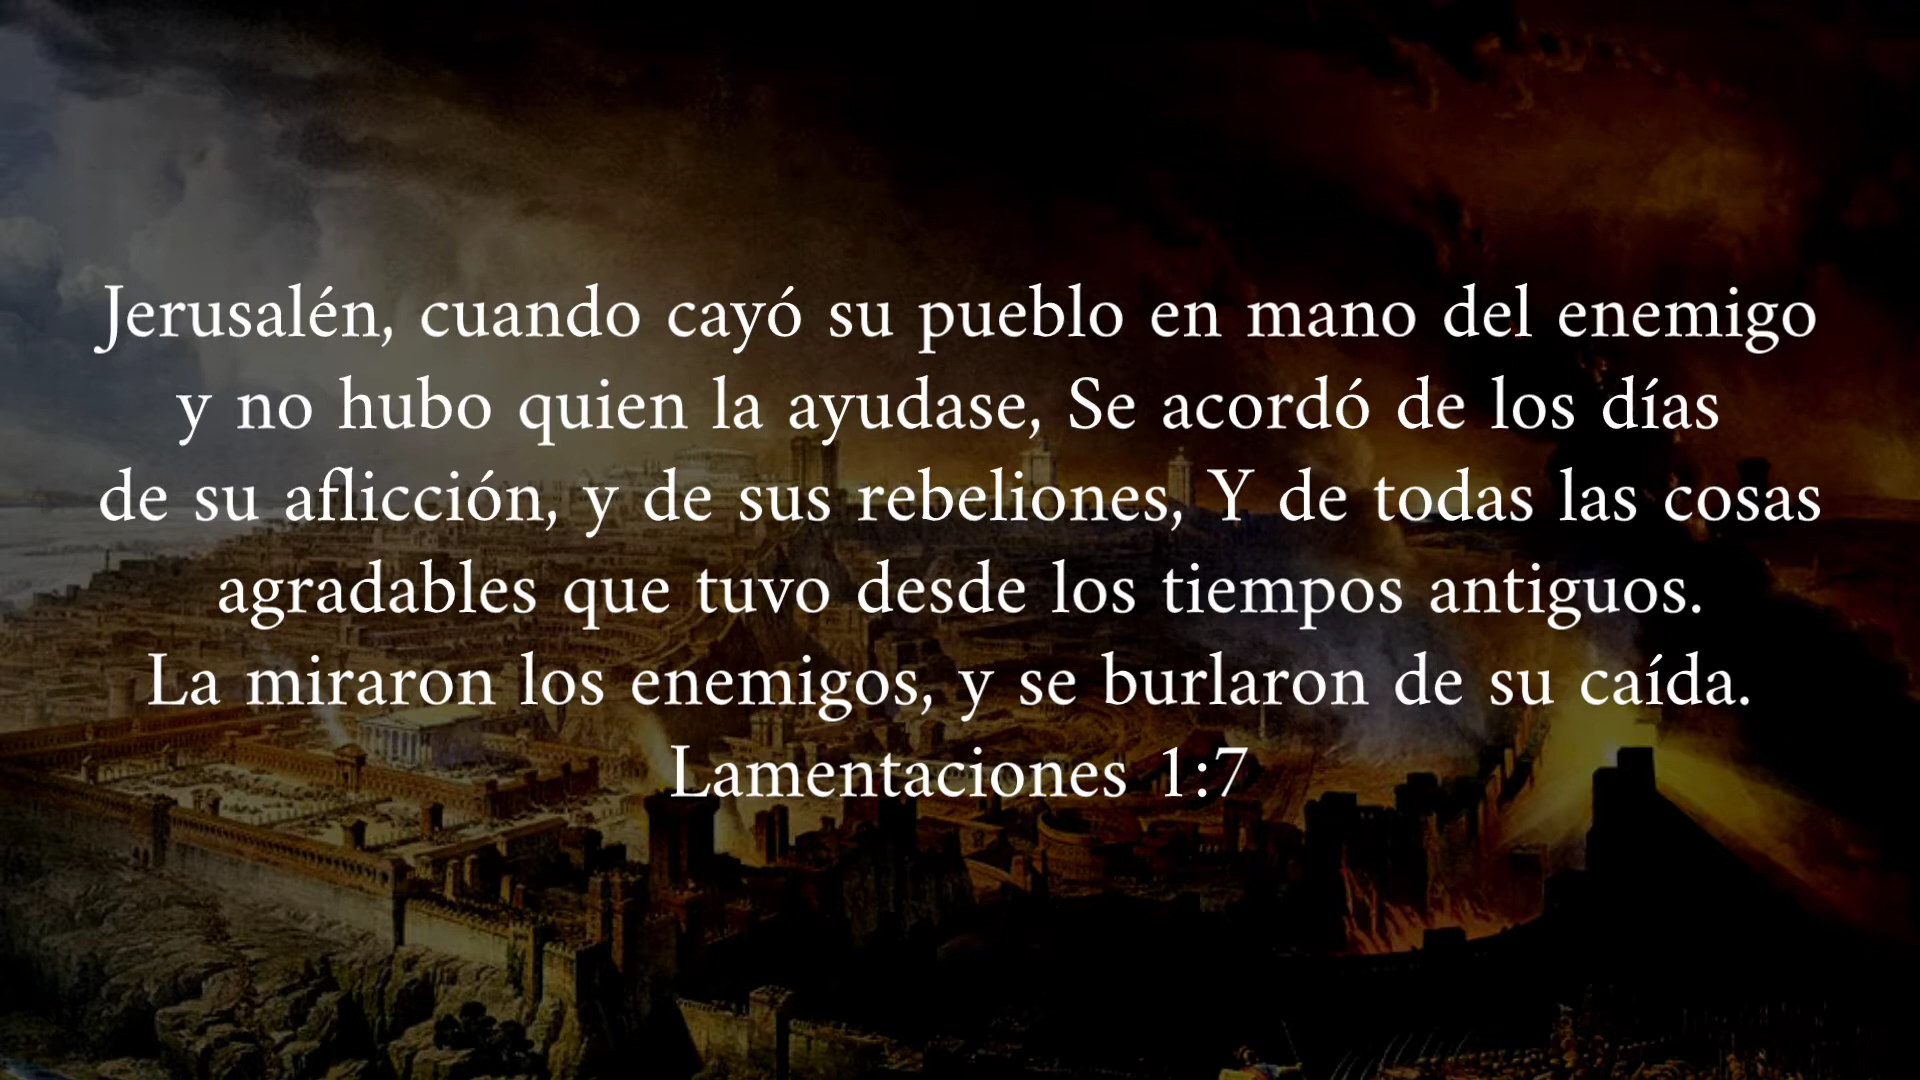 Jerusalén, cuando cayó su pueblo en mano del enemigo
y no hubo quien la ayudase, Se acordó de los días
de su aflicción, y de sus rebeliones, Y de todas las cosas
agradables que tuvo desde los tiempos antiguos.
La miraron los enemigos, y se burlaron de su caída.
Lamentaciones 1:7